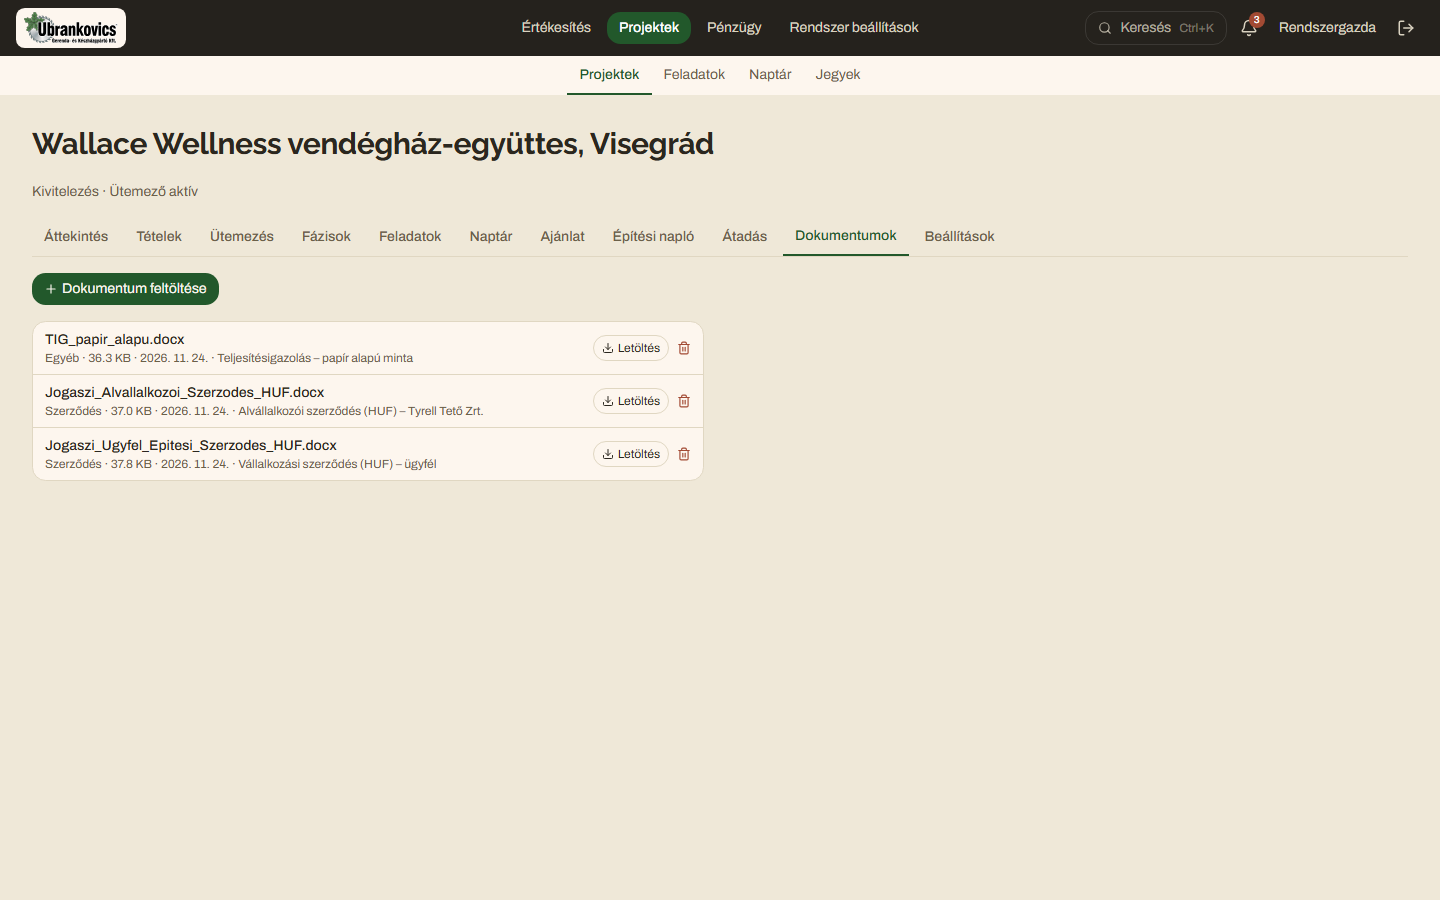 Ubrankovics
Gerenda- és Készházgyártó Kft.
Értékesítés
Projektek
Pénzügy
Rendszer beállítások
Keresés Ctrl+K
3
Rendszergazda
Projektek
Feladatok
Naptár
Jegyek
Wallace Wellness vendégház-együttes, Visegrád
Kivitelezés · Ütemező aktív
Áttekintés
Tételek
Ütemezés
Fázisok
Feladatok
Naptár
Ajánlat
Építési napló
Átadás
Dokumentumok
Beállítások
+ Dokumentum feltöltése
TIG_papir_alapu.docx
Egyéb · 36.3 KB · 2026. 11. 24. · Teljesítésigazolás – papír alapú minta
Letöltés
Jogaszi_Alvallalkozoi_Szerzodes_HUF.docx
Szerződés · 37.0 KB · 2026. 11. 24. · Alvállalkozói szerződés (HUF) – Tyrell Tető Zrt.
Letöltés
Jogaszi_Ugyfel_Epitesi_Szerzodes_HUF.docx
Szerződés · 37.8 KB · 2026. 11. 24. · Vállalkozási szerződés (HUF) – ügyfél
Letöltés